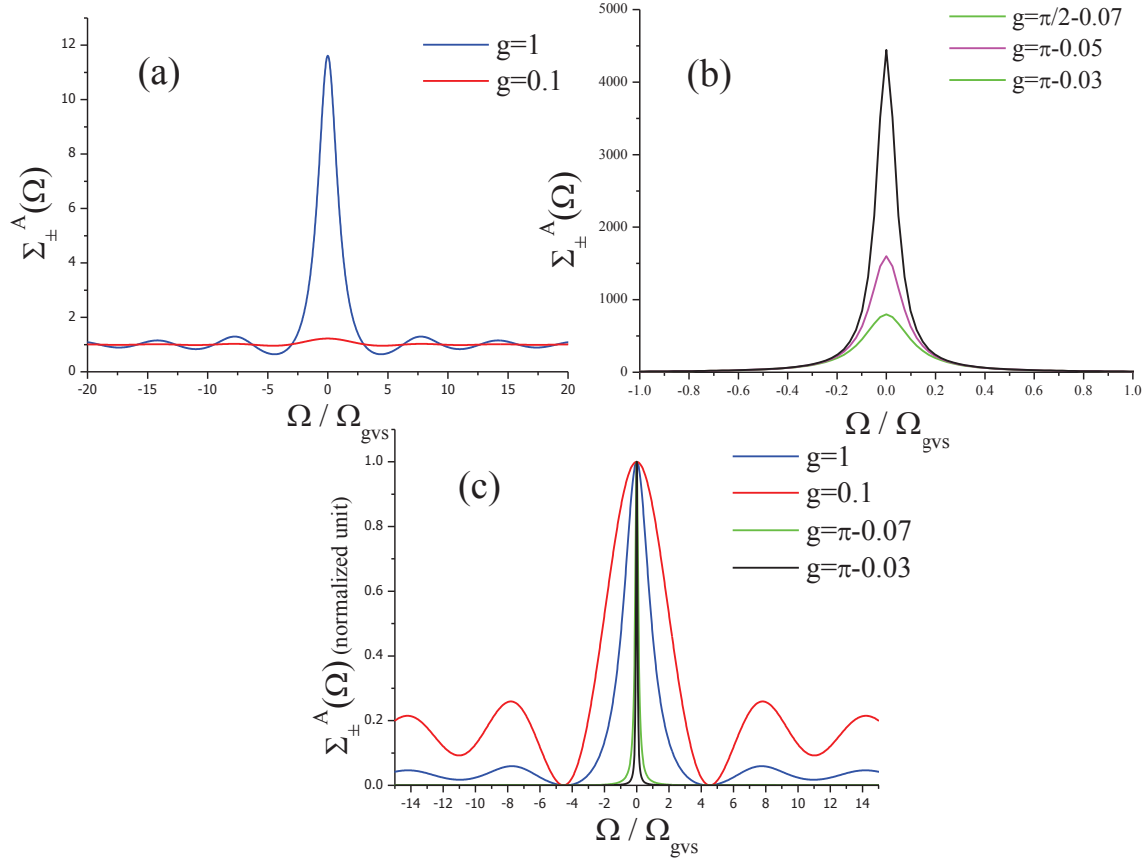 (a)
g=1
g=0.1
Σ±^A(Ω)
12
10
8
6
4
2
0
-20 -15 -10 -5 0 5 10 15 20
Ω / Ω gvs
(b)
g=π/2-0.07
g=π-0.05
g=π-0.03
Σ±^A(Ω)
5000
4000
3000
2000
1000
0
-1.0 -0.8 -0.6 -0.4 -0.2 0.0 0.2 0.4 0.6 0.8 1.0
Ω / Ωgvs
(c)
g=1
g=0.1
g=π-0.07
g=π-0.03
Σ±^A(Ω) (normalized unit)
1.0
0.8
0.6
0.4
0.2
0.0
-14 -12 -10 -8 -6 -4 -2 0 2 4 6 8 10 12 14
Ω / Ωgvs